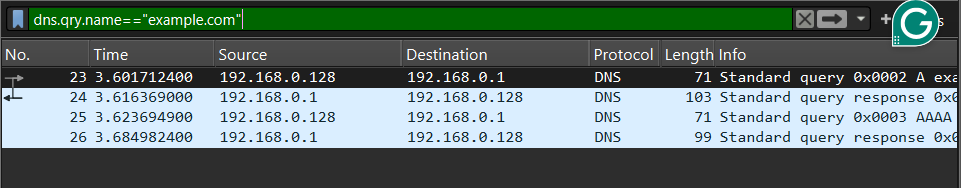 dns.qry.name=="example.com"
No. Time Source Destination Protocol Length Info
23 3.601712400 192.168.0.128 192.168.0.1 DNS 71 Standard query 0x0002 A exa
24 3.616369000 192.168.0.1 192.168.0.128 DNS 103 Standard query response 0x0
25 3.623694900 192.168.0.128 192.168.0.1 DNS 71 Standard query 0x0003 AAAA
26 3.684982400 192.168.0.1 192.168.0.128 DNS 99 Standard query response 0x0